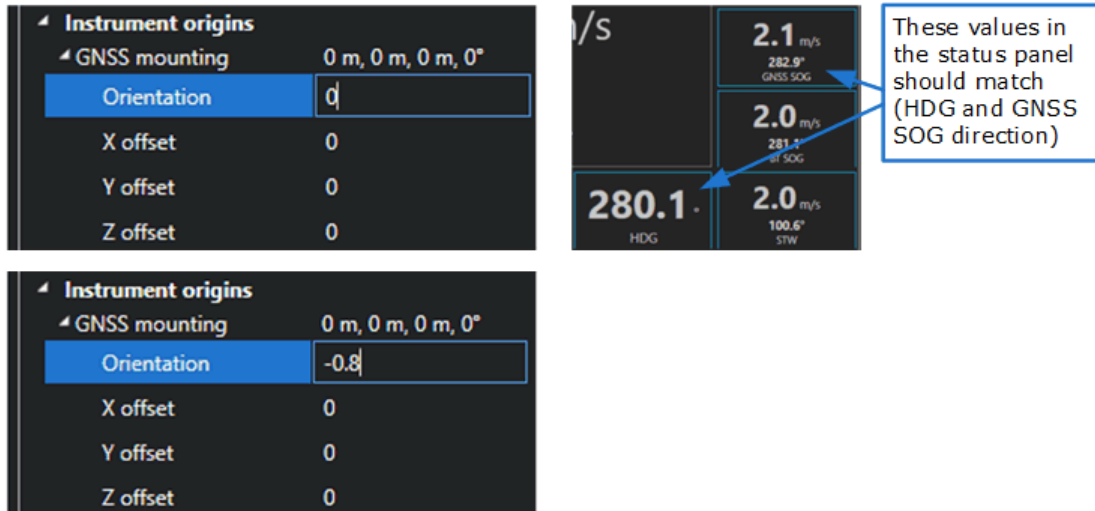 Instrument origins
GNSS mounting 0 m, 0 m, 0 m, 0°
Orientation 0
X offset 0
Y offset 0
Z offset 0
/s
2.1 m/s
282.9°
GNSS SOG
2.0 m/s
281.1°
BT SOG
280.1°
HDG
2.0 m/s
100.6°
STW
These values in
the status panel
should match
(HDG and GNSS
SOG direction)
Instrument origins
GNSS mounting 0 m, 0 m, 0 m, 0°
Orientation -0.8
X offset 0
Y offset 0
Z offset 0